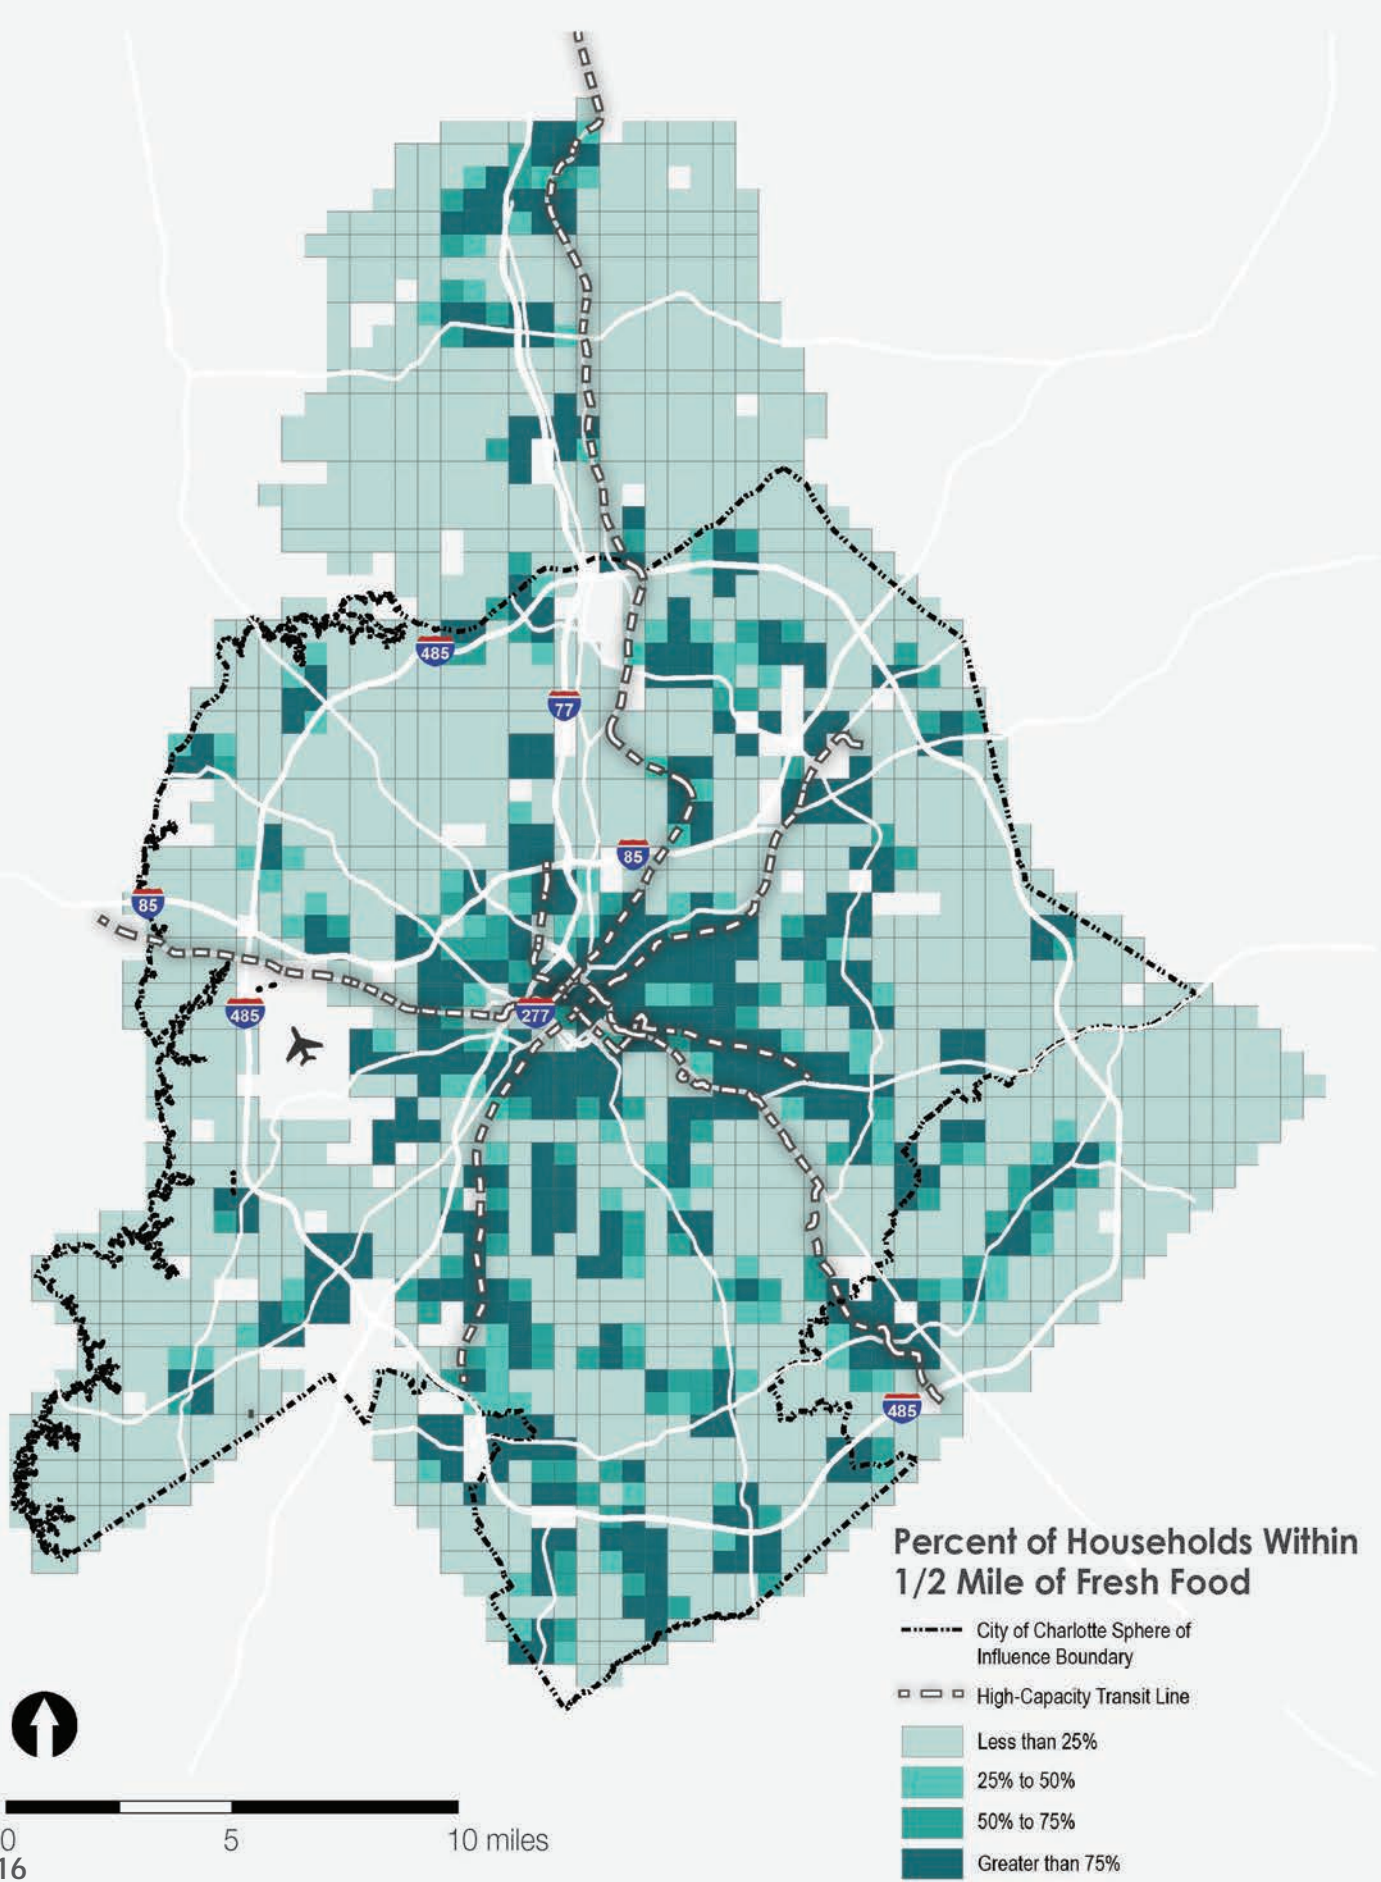 485
77
85
85
485
277
485
Percent of Households Within
1/2 Mile of Fresh Food
City of Charlotte Sphere of
Influence Boundary
High-Capacity Transit Line
Less than 25%
25% to 50%
50% to 75%
Greater than 75%
0 5 10 miles
16